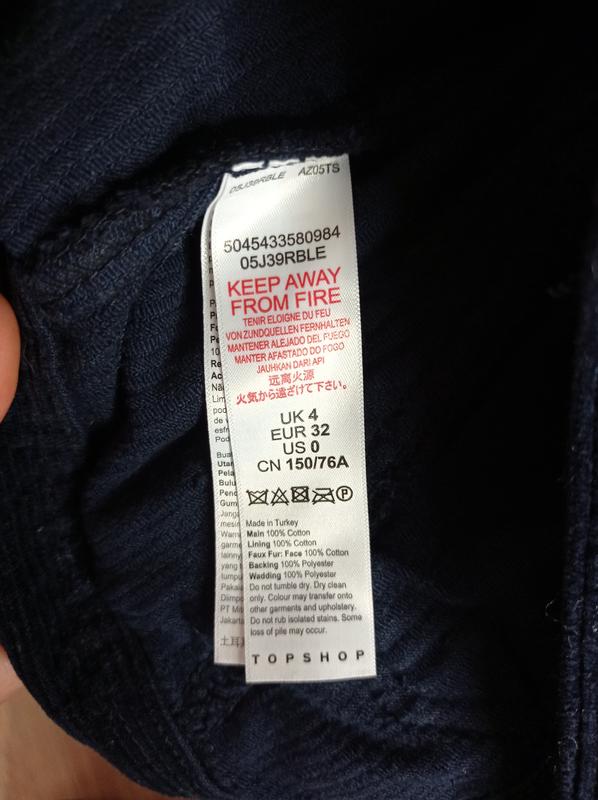 05J39RBLE AZ05TS
5045433580984
05J39RBLE
KEEP AWAY
FROM FIRE
TENIR ELOIGNE DU FEU
VON ZUNDQUELLEN FERNHALTEN
MANTENER ALEJADO DEL FUEGO
MANTER AFASTADO DO FOGO
JAUHKAN DARI API
远离火源
火気から遠ざけて下さい。
UK 4
EUR 32
US 0
CN 150/76A
Made in Turkey
Main 100% Cotton
Lining 100% Cotton
Faux Fur: Face 100% Cotton
Backing 100% Polyester
Wadding 100% Polyester
Do not tumble dry. Dry clean
only. Colour may transfer onto
other garments and upholstery.
Do not rub isolated stains. Some
loss of pile may occur.
TOPSHOP